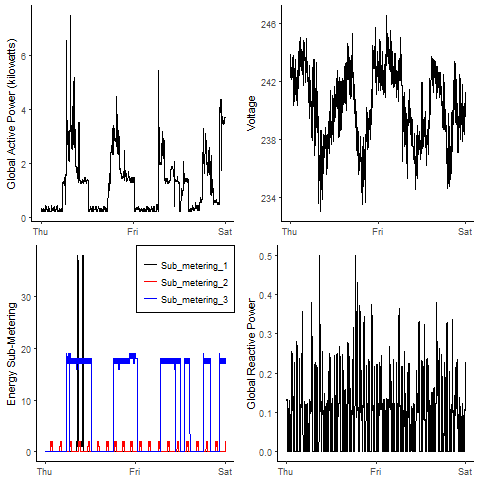 Global Active Power (kilowatts)
6
4
2
0
Thu
Fri
Sat
Voltage
246
242
238
234
Thu
Fri
Sat
Energy Sub-Metering
30
20
10
0
Sub_metering_1
Sub_metering_2
Sub_metering_3
Thu
Fri
Sat
Global Reactive Power
0.5
0.4
0.3
0.2
0.1
0.0
Thu
Fri
Sat